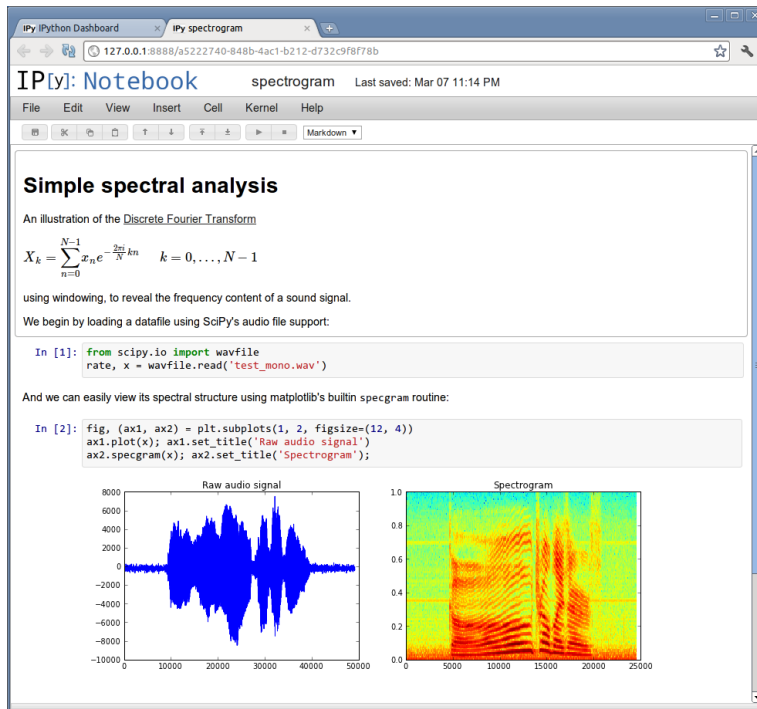 IPy IPython Dashboard × IPy spectrogram ×
127.0.0.1:8888/a5222740-848b-4ac1-b212-d732c9f8f78b
IP[y]: Notebook spectrogram Last saved: Mar 07 11:14 PM
File Edit View Insert Cell Kernel Help
Markdown
Simple spectral analysis
An illustration of the Discrete Fourier Transform
X_k = \sum_{n=0}^{N-1} x_n e^{-\frac{2\pi i}{N} kn} k = 0, . . . , N − 1
using windowing, to reveal the frequency content of a sound signal.
We begin by loading a datafile using SciPy's audio file support:
In [1]: from scipy.io import wavfile
rate, x = wavfile.read('test_mono.wav')
And we can easily view its spectral structure using matplotlib's builtin specgram routine:
In [2]: fig, (ax1, ax2) = plt.subplots(1, 2, figsize=(12, 4))
ax1.plot(x); ax1.set_title('Raw audio signal')
ax2.specgram(x); ax2.set_title('Spectrogram');
Raw audio signal
8000
6000
4000
2000
0
−2000
−4000
−6000
−8000
−10000
0 10000 20000 30000 40000 50000
Spectrogram
1.0
0.8
0.6
0.4
0.2
0.0
0 5000 10000 15000 20000 25000